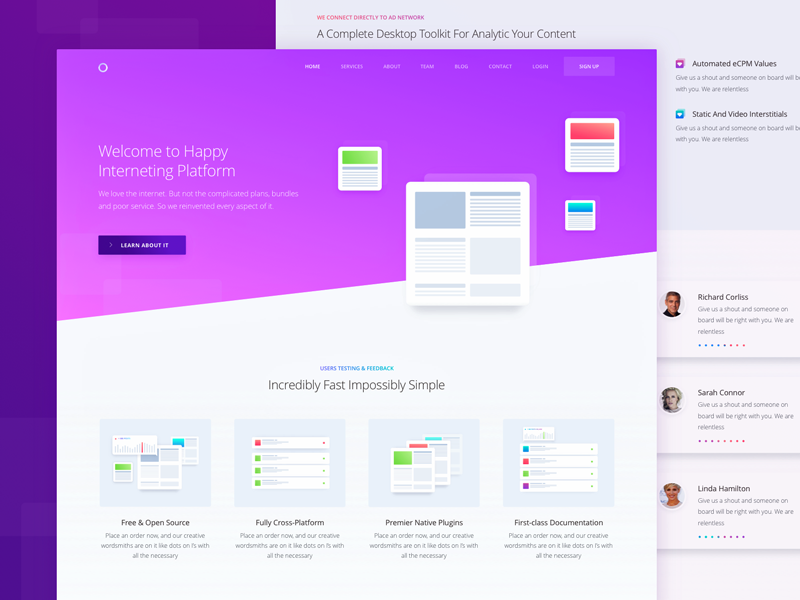 WE CONNECT DIRECTLY TO AD NETWORK
A Complete Desktop Toolkit For Analytic Your Content
HOME SERVICES ABOUT TEAM BLOG CONTACT LOGIN SIGN UP
Welcome to Happy
Interneting Platform
We love the internet. But not the complicated plans, bundles
and poor service. So we reinvented every aspect of it.
LEARN ABOUT IT
Automated eCPM Values
Give us a shout and someone on board will be
with you. We are relentless
Static And Video Interstitials
Give us a shout and someone on board will be
with you. We are relentless
Richard Corliss
Give us a shout and someone on
board will be right with you. We are
relentless
Sarah Connor
Give us a shout and someone on
board will be right with you. We are
relentless
Linda Hamilton
Give us a shout and someone on
board will be right with you. We are
relentless
USERS TESTING & FEEDBACK
Incredibly Fast Impossibly Simple
Free & Open Source
Place an order now, and our creative
wordsmiths are on it like dots on I's with
all the necessary
Fully Cross-Platform
Place an order now, and our creative
wordsmiths are on it like dots on I's with
all the necessary
Premier Native Plugins
Place an order now, and our creative
wordsmiths are on it like dots on I's with
all the necessary
First-class Documentation
Place an order now, and our creative
wordsmiths are on it like dots on I's with
all the necessary